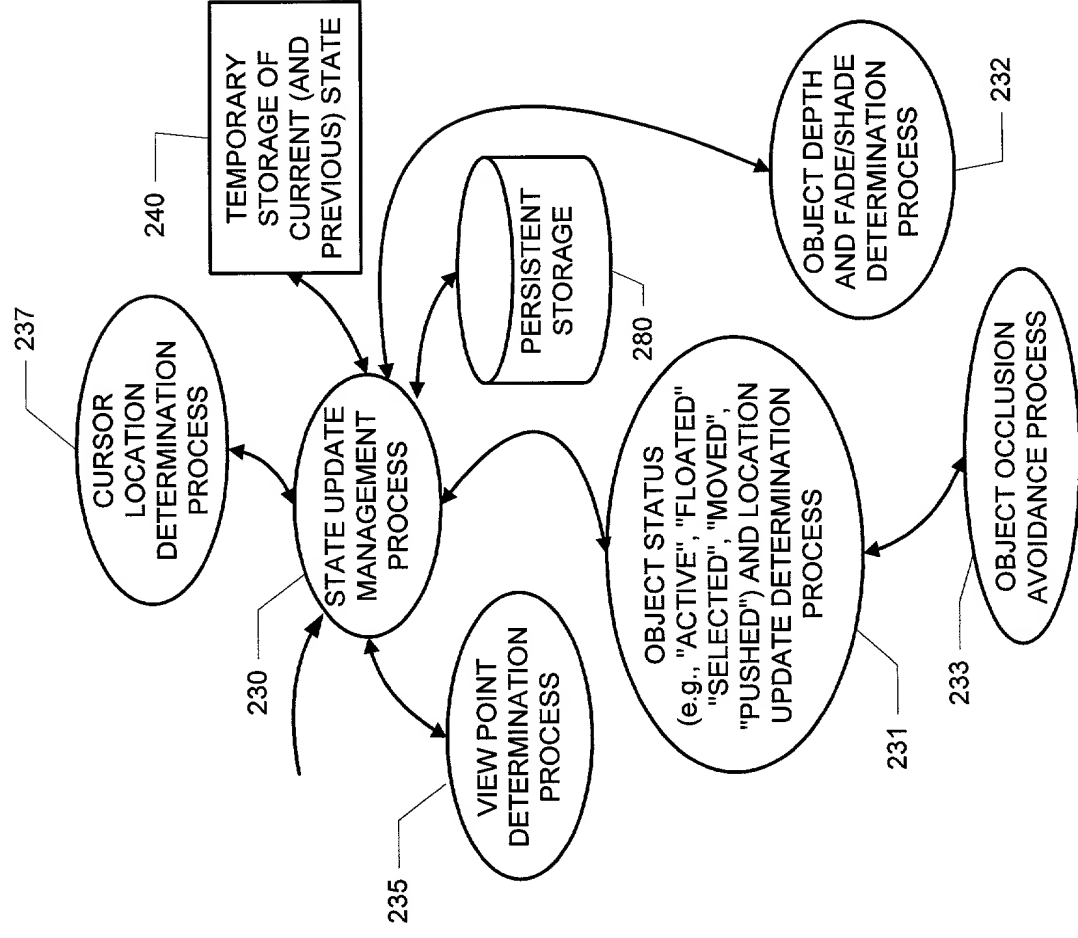 237
CURSOR
LOCATION
DETERMINATION
PROCESS
240
TEMPORARY
STORAGE OF
CURRENT (AND
PREVIOUS) STATE
230
STATE UPDATE
MANAGEMENT
PROCESS
235
VIEW POINT
DETERMINATION
PROCESS
PERSISTENT
STORAGE
280
OBJECT STATUS
(e.g., "ACTIVE", "FLOATED"
"SELECTED", "MOVED",
"PUSHED") AND LOCATION
UPDATE DETERMINATION
PROCESS
231
OBJECT DEPTH
AND FADE/SHADE
DETERMINATION
PROCESS
232
233
OBJECT OCCLUSION
AVOIDANCE PROCESS